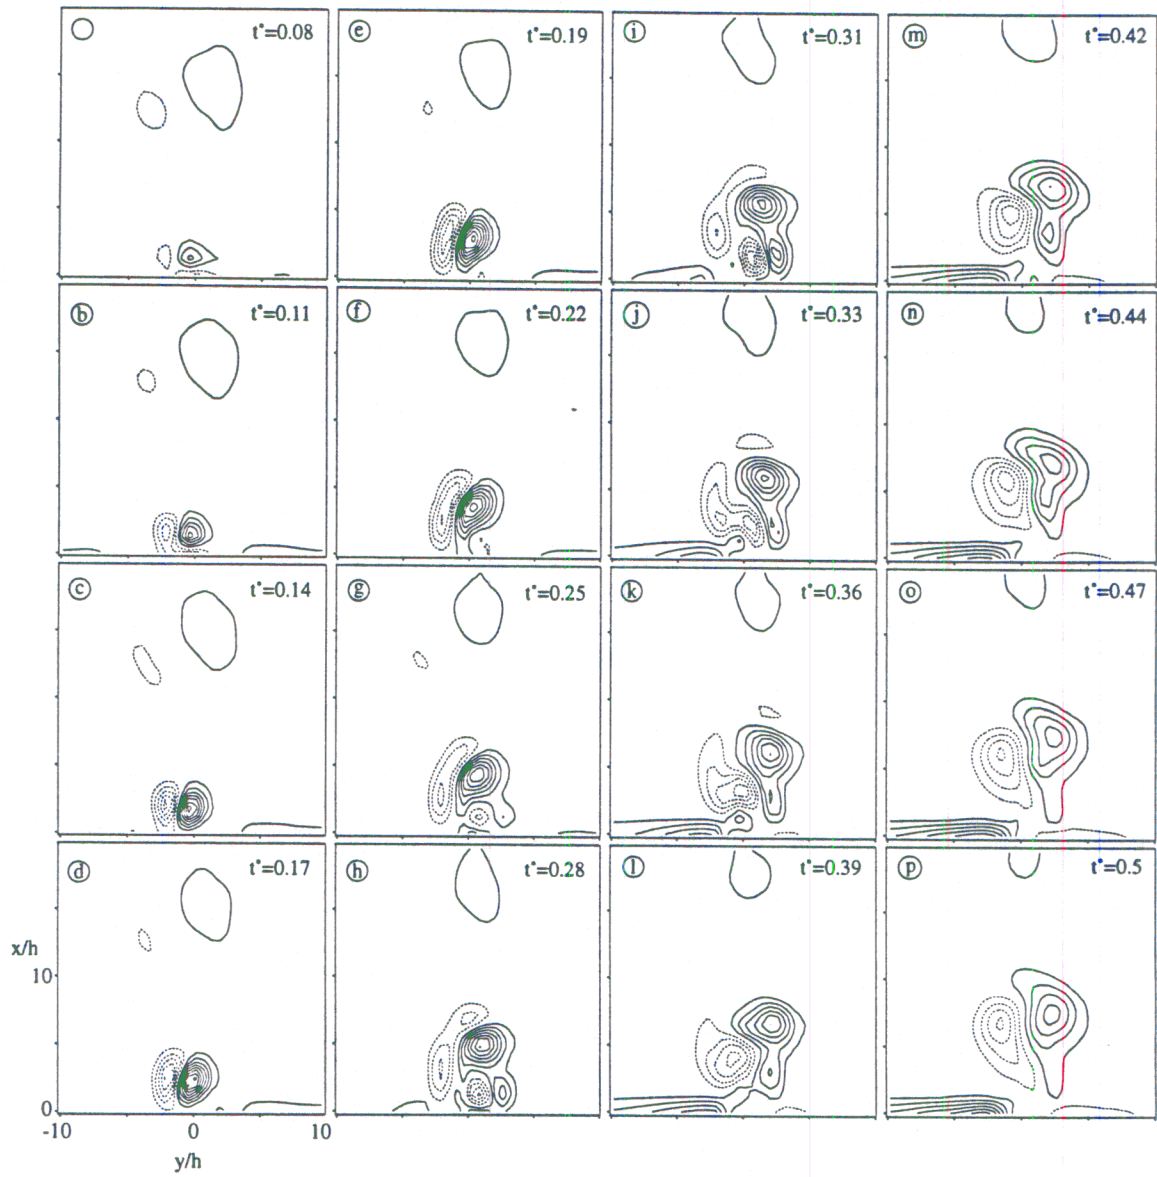 t*=0.08
ⓔ t*=0.19
ⓘ t*=0.31
ⓜ t*=0.42
ⓑ t*=0.11
ⓕ t*=0.22
ⓙ t*=0.33
ⓝ t*=0.44
ⓒ t*=0.14
ⓖ t*=0.25
ⓚ t*=0.36
ⓞ t*=0.47
ⓓ t*=0.17
ⓗ t*=0.28
ⓛ t*=0.39
ⓟ t*=0.5
x/h
10
0
-10 0 10
y/h